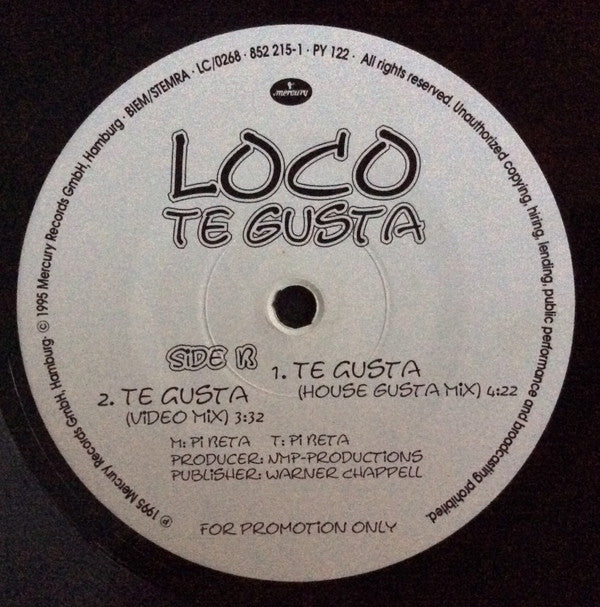 ℗ 1995 Mercury Records GmbH, Hamburg · © 1995 Mercury Records GmbH, Hamburg · BIEM/STEMRA · LC/0268 · 852 215-1 · PY 122 · All rights reserved. Unauthorized copying, hiring, lending, public performance and broadcasting prohibited.
mercury
LOCO
TE GUSTA
SIDE B
1. TE GUSTA
(HOUSE GUSTA MIX) 4:22
2. TE GUSTA
(VIDEO MIX) 3:32
M: PI BETA T: PI BETA
PRODUCER: NMP-PRODUCTIONS
PUBLISHER: WARNER CHAPPELL
FOR PROMOTION ONLY